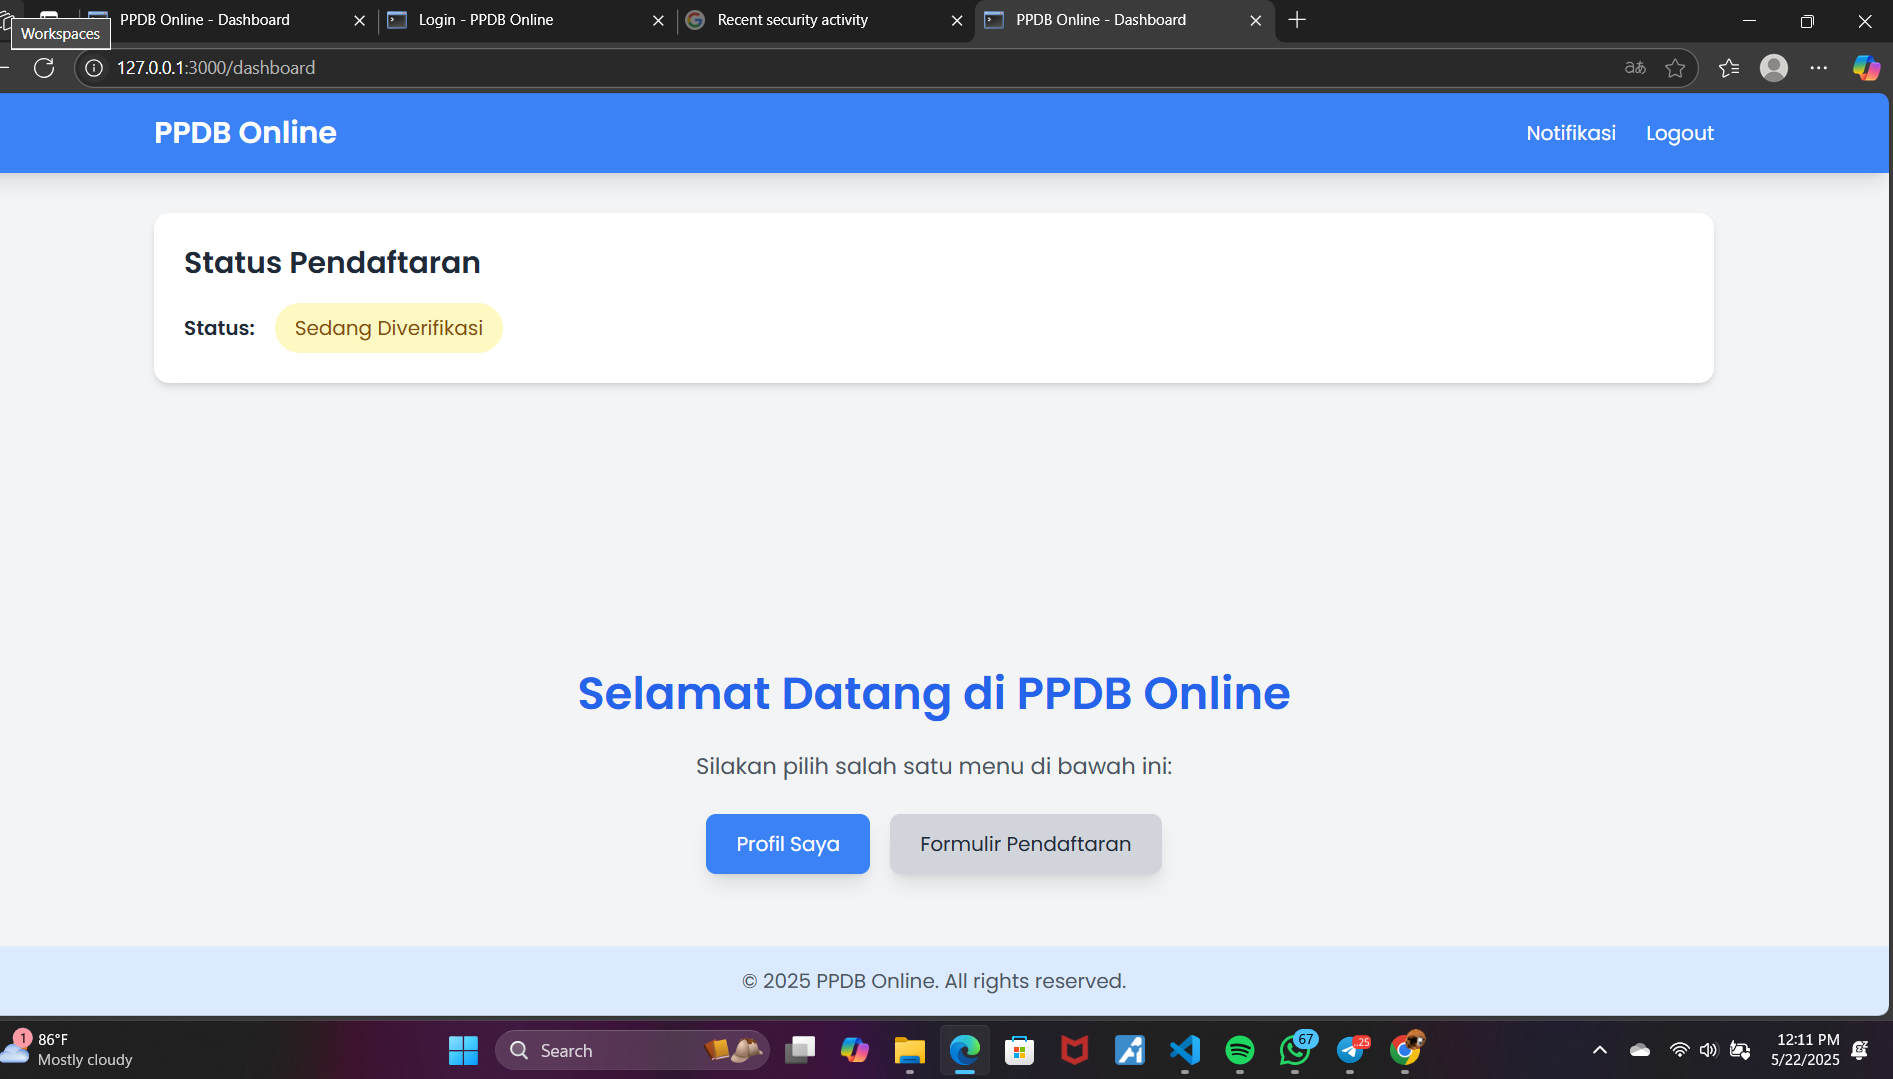 PPDB Online - Dashboard
Login - PPDB Online
Recent security activity
PPDB Online - Dashboard
Workspaces
127.0.0.1:3000/dashboard
PPDB Online
Notifikasi
Logout
Status Pendaftaran
Status:
Sedang Diverifikasi
Selamat Datang di PPDB Online
Silakan pilih salah satu menu di bawah ini:
Profil Saya
Formulir Pendaftaran
© 2025 PPDB Online. All rights reserved.
1
86°F
Mostly cloudy
Search
67
25
12:11 PM
5/22/2025